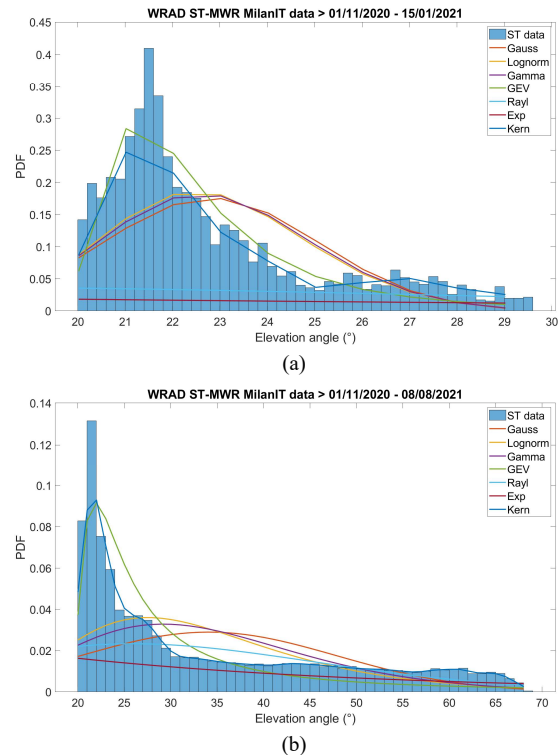 WRAD ST-MWR MilanIT data > 01/11/2020 - 15/01/2021
0.45
0.4
0.35
0.3
0.25
0.2
0.15
0.1
0.05
0
PDF
ST data
Gauss
Lognorm
Gamma
GEV
Rayl
Exp
Kern
20 21 22 23 24 25 26 27 28 29 30
Elevation angle (°)
(a)
WRAD ST-MWR MilanIT data > 01/11/2020 - 08/08/2021
0.14
0.12
0.1
0.08
0.06
0.04
0.02
0
PDF
ST data
Gauss
Lognorm
Gamma
GEV
Rayl
Exp
Kern
20 25 30 35 40 45 50 55 60 65 70
Elevation angle (°)
(b)